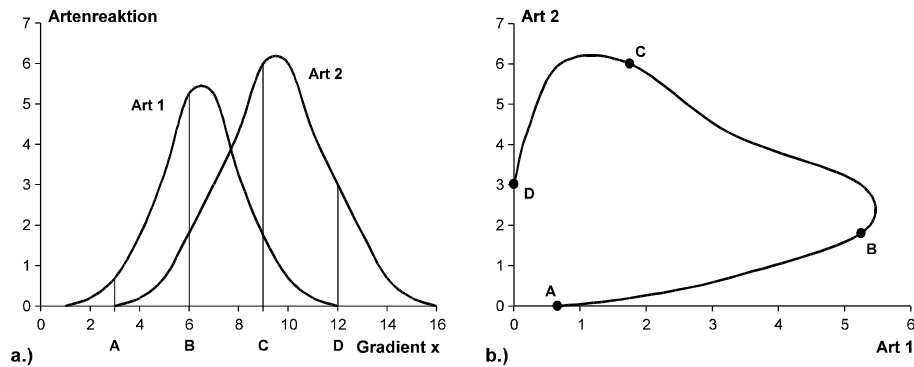 Artenreaktion
7
6
5
4
3
2
1
0
Art 1
Art 2
0 2 4 6 8 10 12 14 16
A B C D Gradient x
a.)
Art 2
7
6
5
4
3
2
1
0
C
D
B
A
0 1 2 3 4 5 6
b.) Art 1